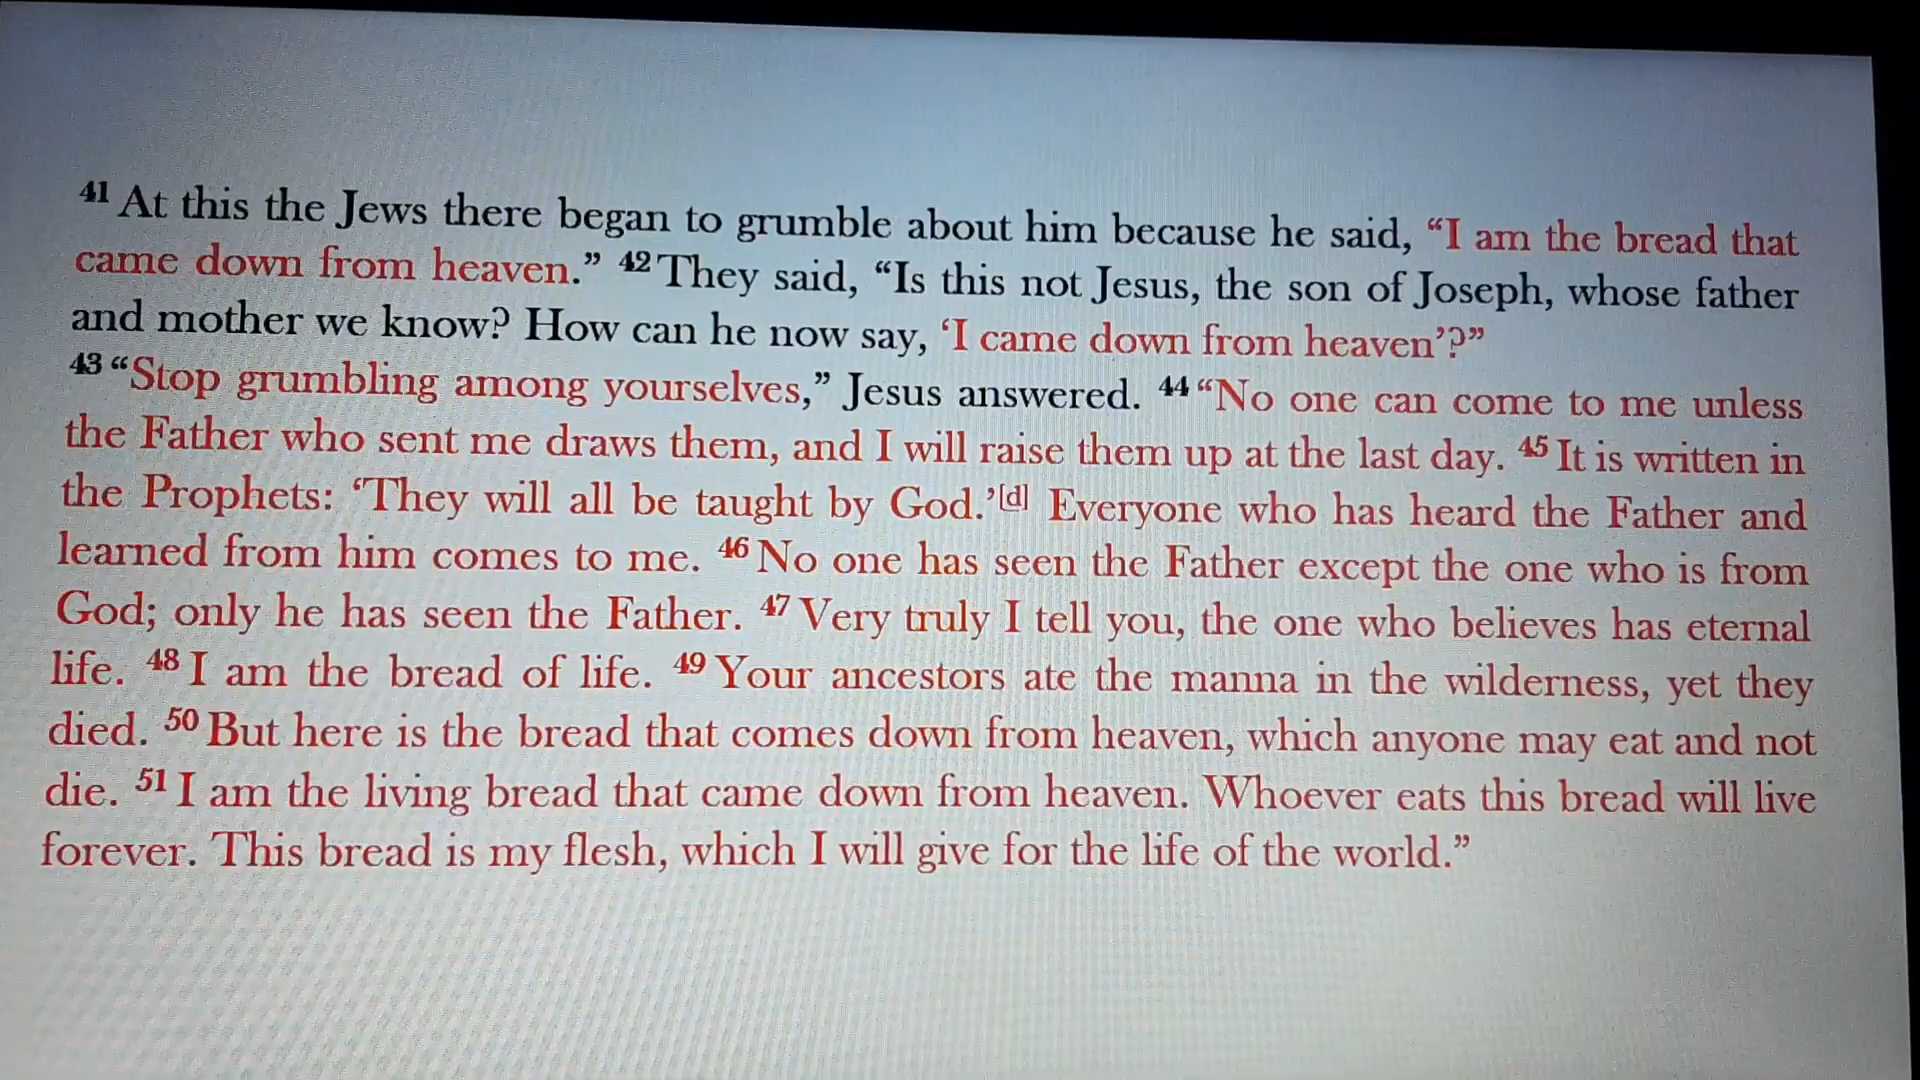 41 At this the Jews there began to grumble about him because he said, “I am the bread that
came down from heaven.” 42 They said, “Is this not Jesus, the son of Joseph, whose father
and mother we know? How can he now say, ‘I came down from heaven’?”
43 “Stop grumbling among yourselves,” Jesus answered. 44 “No one can come to me unless
the Father who sent me draws them, and I will raise them up at the last day. 45 It is written in
the Prophets: ‘They will all be taught by God.’[d] Everyone who has heard the Father and
learned from him comes to me. 46 No one has seen the Father except the one who is from
God; only he has seen the Father. 47 Very truly I tell you, the one who believes has eternal
life. 48 I am the bread of life. 49 Your ancestors ate the manna in the wilderness, yet they
died. 50 But here is the bread that comes down from heaven, which anyone may eat and not
die. 51 I am the living bread that came down from heaven. Whoever eats this bread will live
forever. This bread is my flesh, which I will give for the life of the world.”